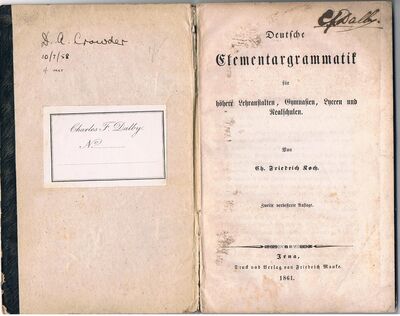 D. A. Crowder
10/7/58
Charles F. Dalby.
No
C F Dalby.
Deutsche
Elementargrammatik
für
höhere Lehranstalten, Gymnasien, Lyceen und
Realschulen.
Von
Ch. Friedrich Koch.
Zweite verbesserte Auflage.
Jena,
Druck und Verlag von Friedrich Mauke.
1861.